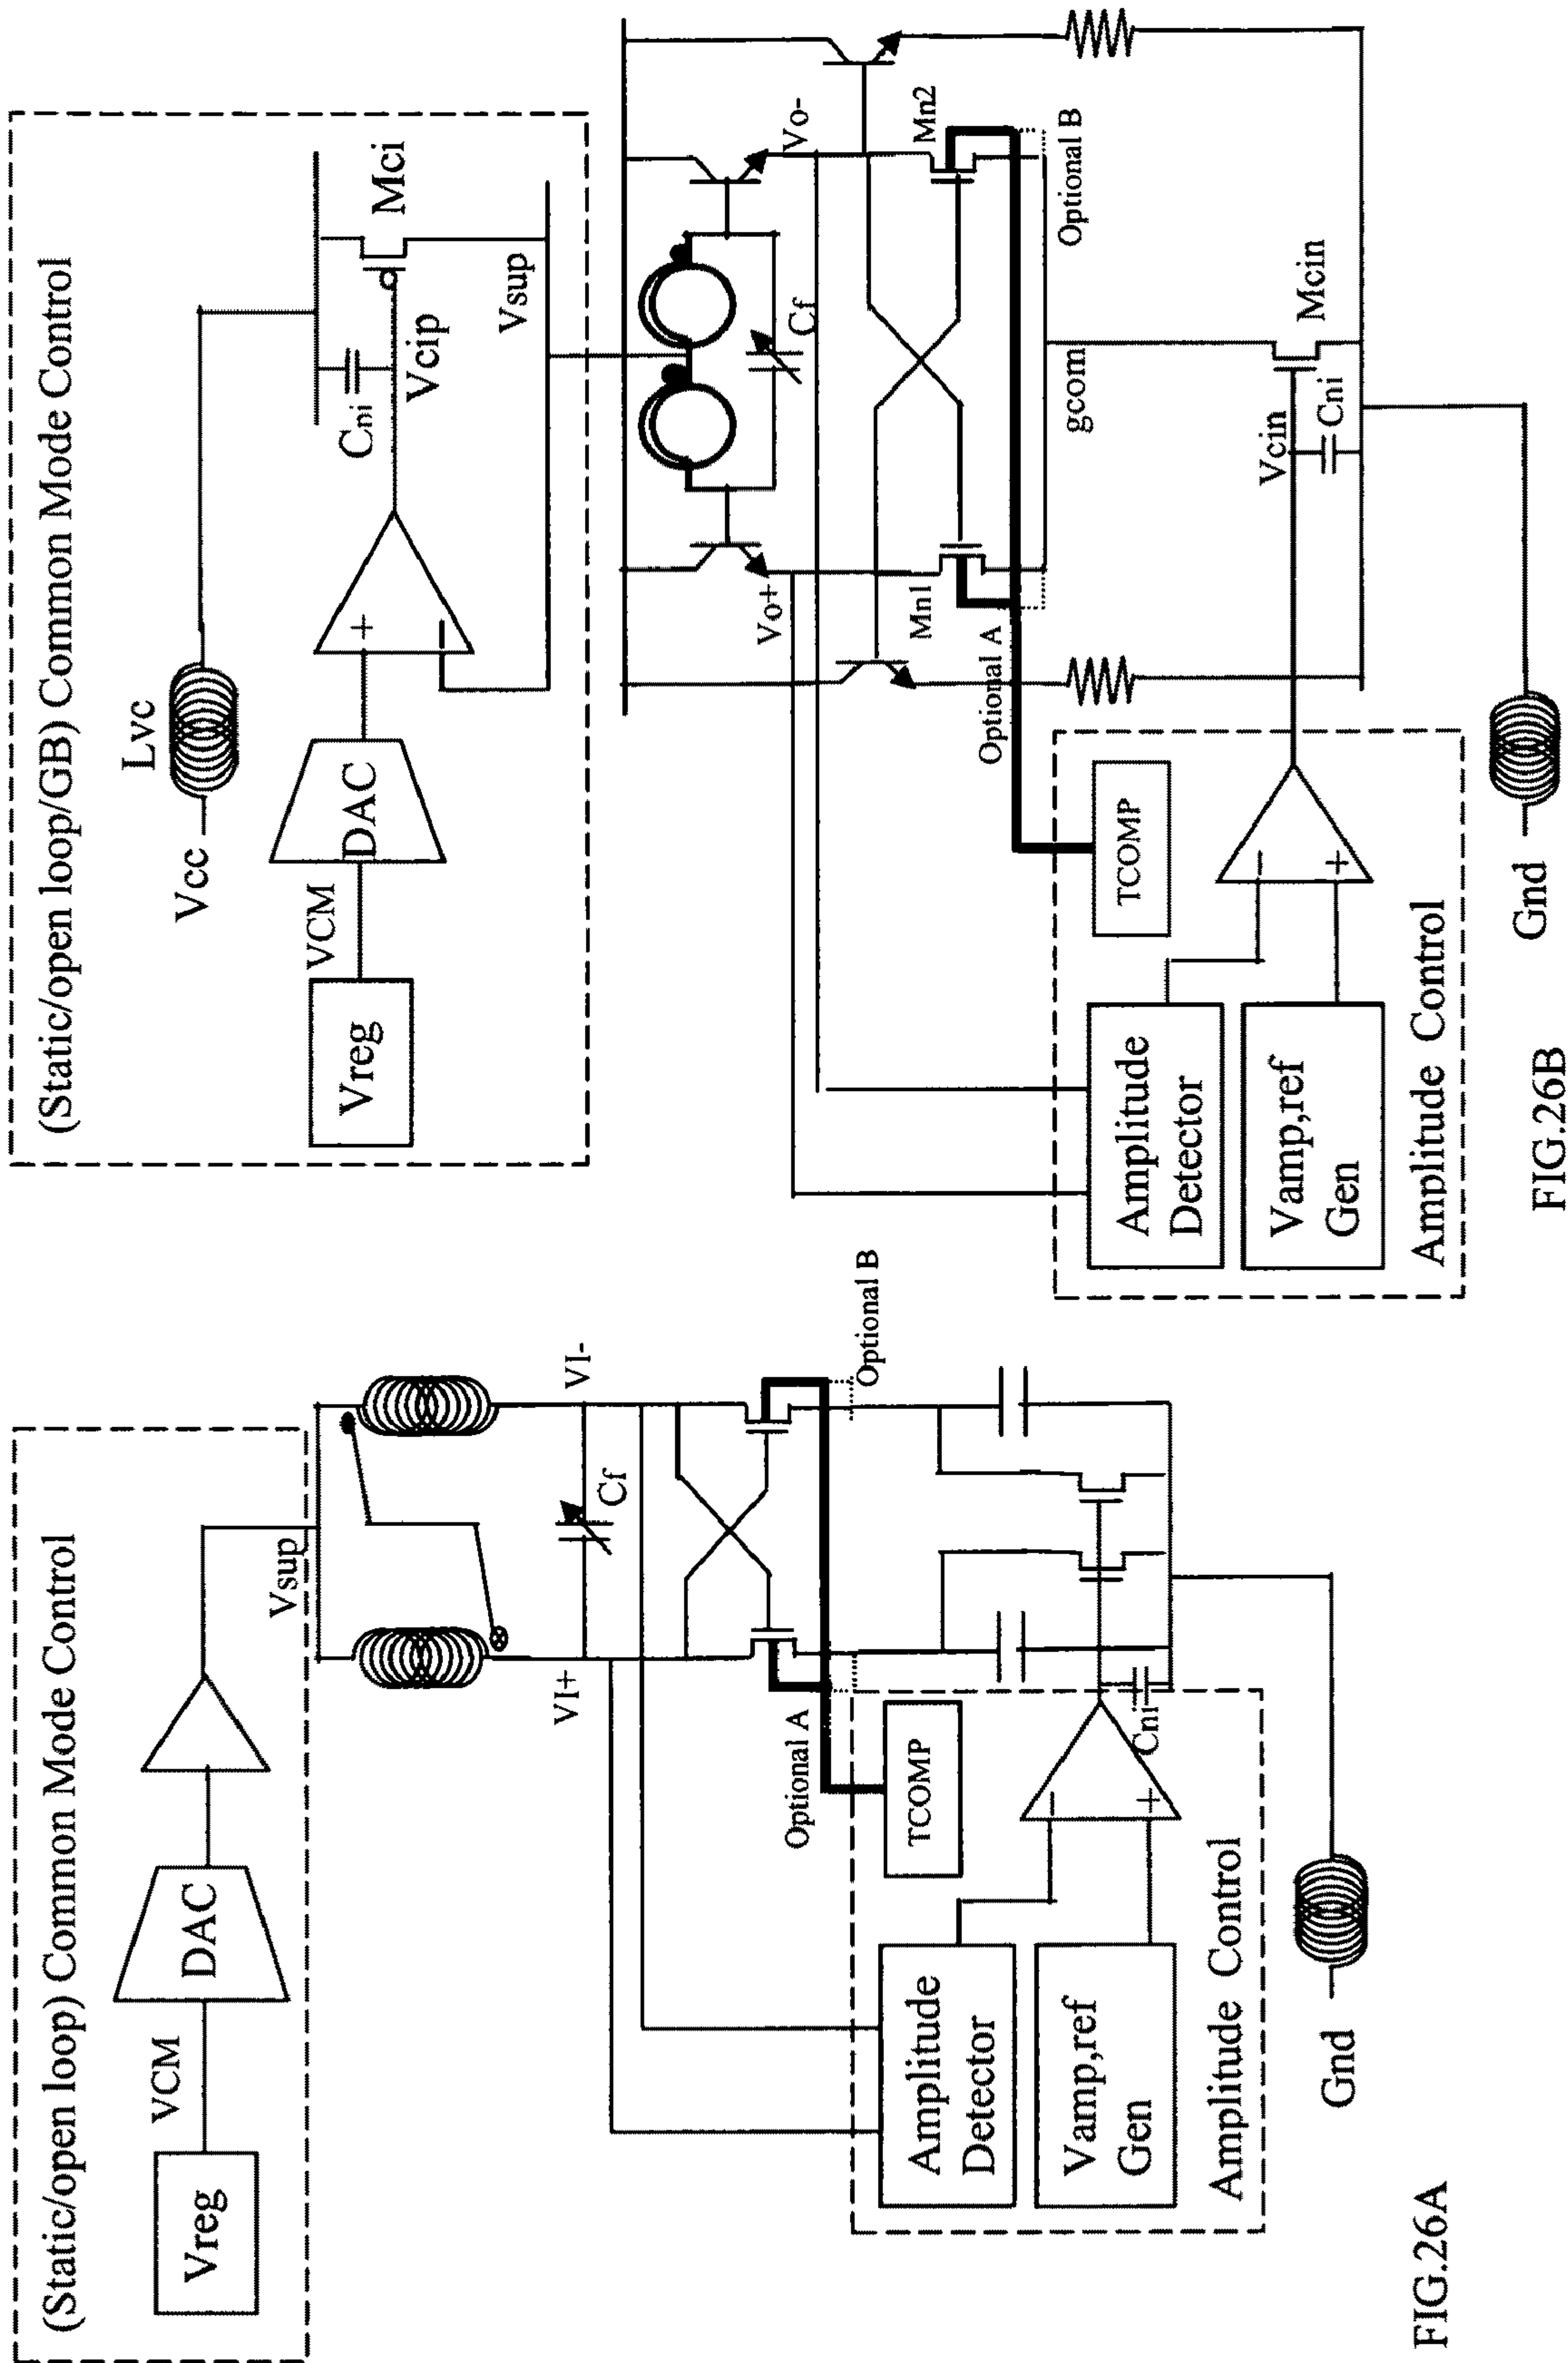 (Static/open loop) Common Mode Control
Vreg
VCM
DAC
Vsup
VI+
VI-
Cf
Optional A
Optional B
TCOMP
Amplitude
Detector
Vamp,ref
Gen
Cni
Amplitude Control
Gnd
FIG.26A
(Static/open loop/GB) Common Mode Control
Vcc
Lvc
Vreg
VCM
DAC
Cni
Vcip
Mci
Vsup
Cf
Vo+
Vo-
Mn1
Mn2
Optional A
Optional B
gcom
TCOMP
Vcin
Cni
Mcin
Amplitude
Detector
Vamp,ref
Gen
Amplitude Control
Gnd
FIG.26B